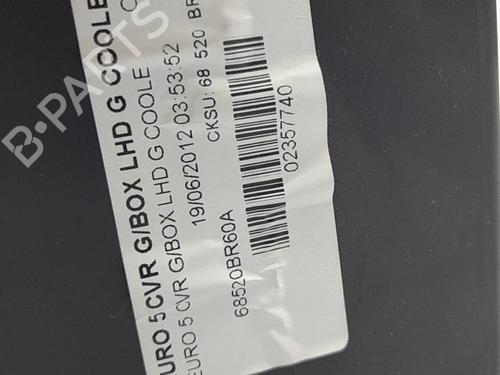 URO 5 CVR G/BOX LHD G COOLE
EURO 5 CVR G/BOX LHD G COOLE
19/06/2012 03:53:52
CKSU: 68 520 BR
68520BR60A
02357740
B-PARTS